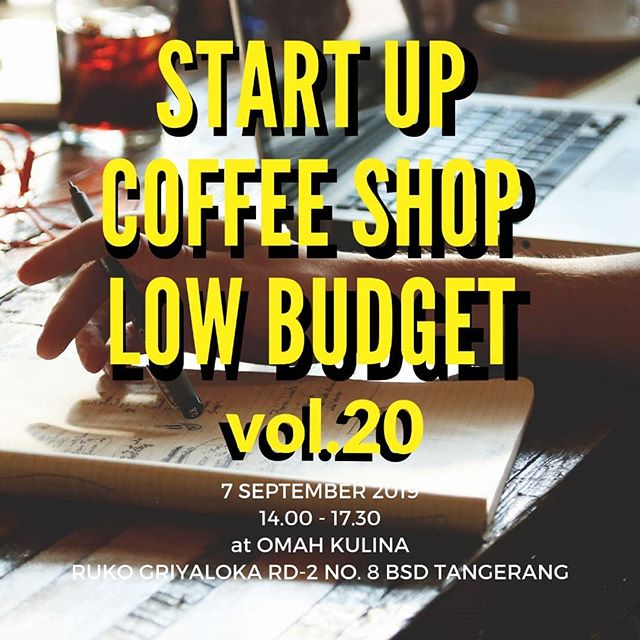 START UP
COFFEE SHOP
LOW BUDGET
vol.20
7 SEPTEMBER 2019
14.00 - 17.30
at OMAH KULINA
RUKO GRIYALOKA RD-2 NO. 8 BSD TANGERANG